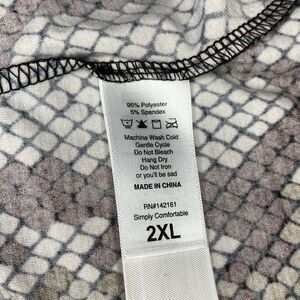 95% Polyester
5% Spandex
Machine Wash Cold
Gentle Cycle
Do Not Bleach
Hang Dry
Do Not Iron
or you'll be sad
MADE IN CHINA
RN#142161
Simply Comfortable
2XL